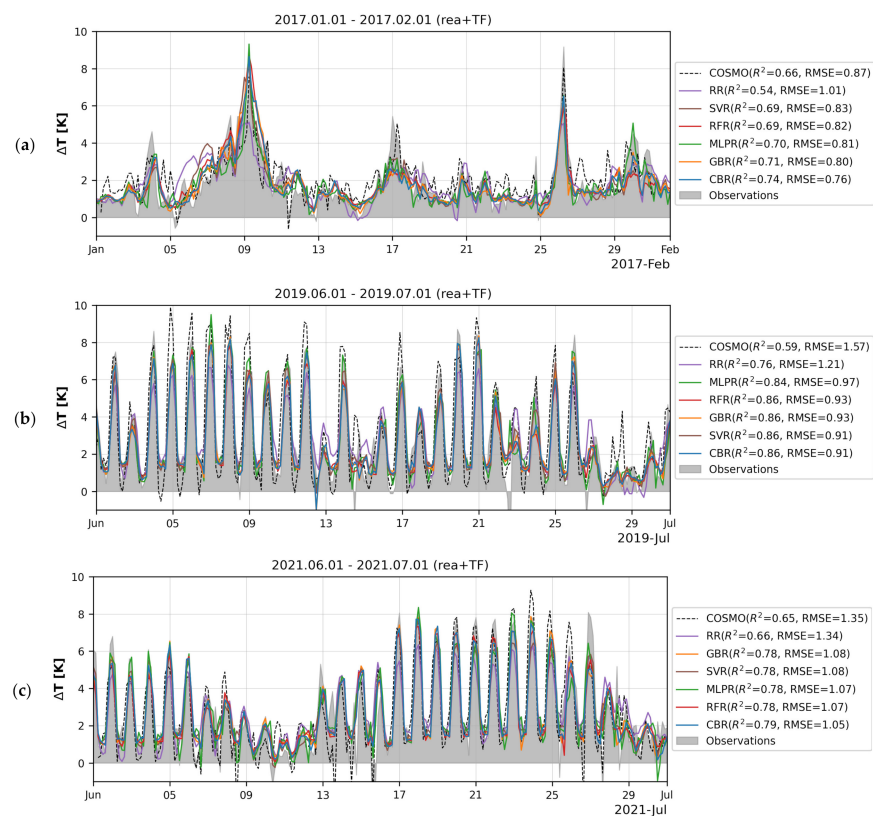 2017.01.01 - 2017.02.01 (rea+TF)
(a)
ΔT [K]
10
8
6
4
2
0
Jan 05 09 13 17 21 25 29 Feb
2017-Feb
COSMO(R²=0.66, RMSE=0.87)
RR(R²=0.54, RMSE=1.01)
SVR(R²=0.69, RMSE=0.83)
RFR(R²=0.69, RMSE=0.82)
MLPR(R²=0.70, RMSE=0.81)
GBR(R²=0.71, RMSE=0.80)
CBR(R²=0.74, RMSE=0.76)
Observations
2019.06.01 - 2019.07.01 (rea+TF)
(b)
ΔT [K]
10
8
6
4
2
0
Jun 05 09 13 17 21 25 29 Jul
2019-Jul
COSMO(R²=0.59, RMSE=1.57)
RR(R²=0.76, RMSE=1.21)
MLPR(R²=0.84, RMSE=0.97)
RFR(R²=0.86, RMSE=0.93)
GBR(R²=0.86, RMSE=0.93)
SVR(R²=0.86, RMSE=0.91)
CBR(R²=0.86, RMSE=0.91)
Observations
2021.06.01 - 2021.07.01 (rea+TF)
(c)
ΔT [K]
10
8
6
4
2
0
Jun 05 09 13 17 21 25 29 Jul
2021-Jul
COSMO(R²=0.65, RMSE=1.35)
RR(R²=0.66, RMSE=1.34)
GBR(R²=0.78, RMSE=1.08)
SVR(R²=0.78, RMSE=1.08)
MLPR(R²=0.78, RMSE=1.07)
RFR(R²=0.78, RMSE=1.07)
CBR(R²=0.79, RMSE=1.05)
Observations